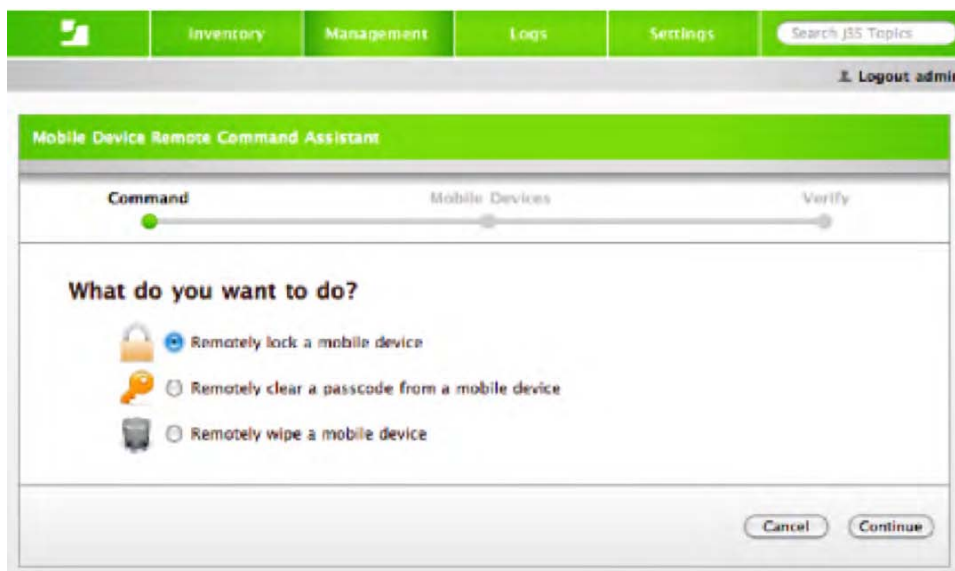 Inventory Management Logs Settings Search JSS Topics
Logout admin
Mobile Device Remote Command Assistant
Command Mobile Devices Verify
What do you want to do?
Remotely lock a mobile device
Remotely clear a passcode from a mobile device
Remotely wipe a mobile device
Cancel Continue